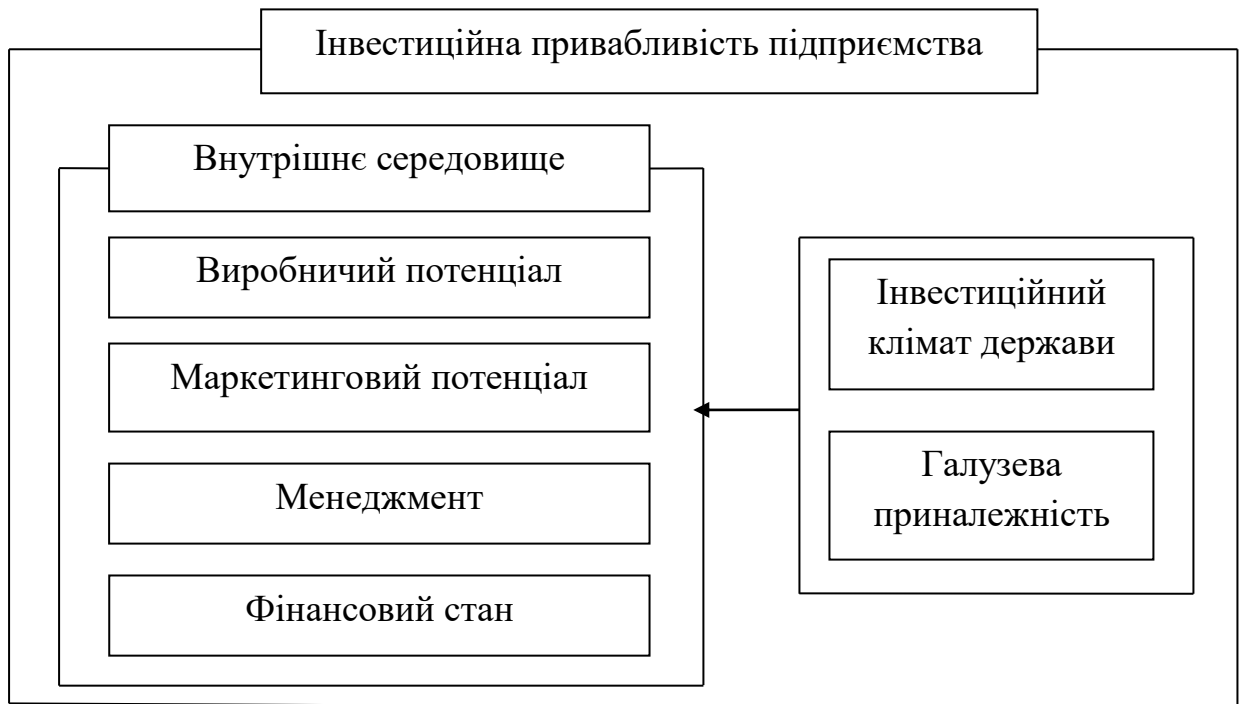 Інвестиційна привабливість підприємства
Внутрішнє середовище
Виробничий потенціал
Маркетинговий потенціал
Менеджмент
Фінансовий стан
Інвестиційний
клімат держави
Галузева
приналежність